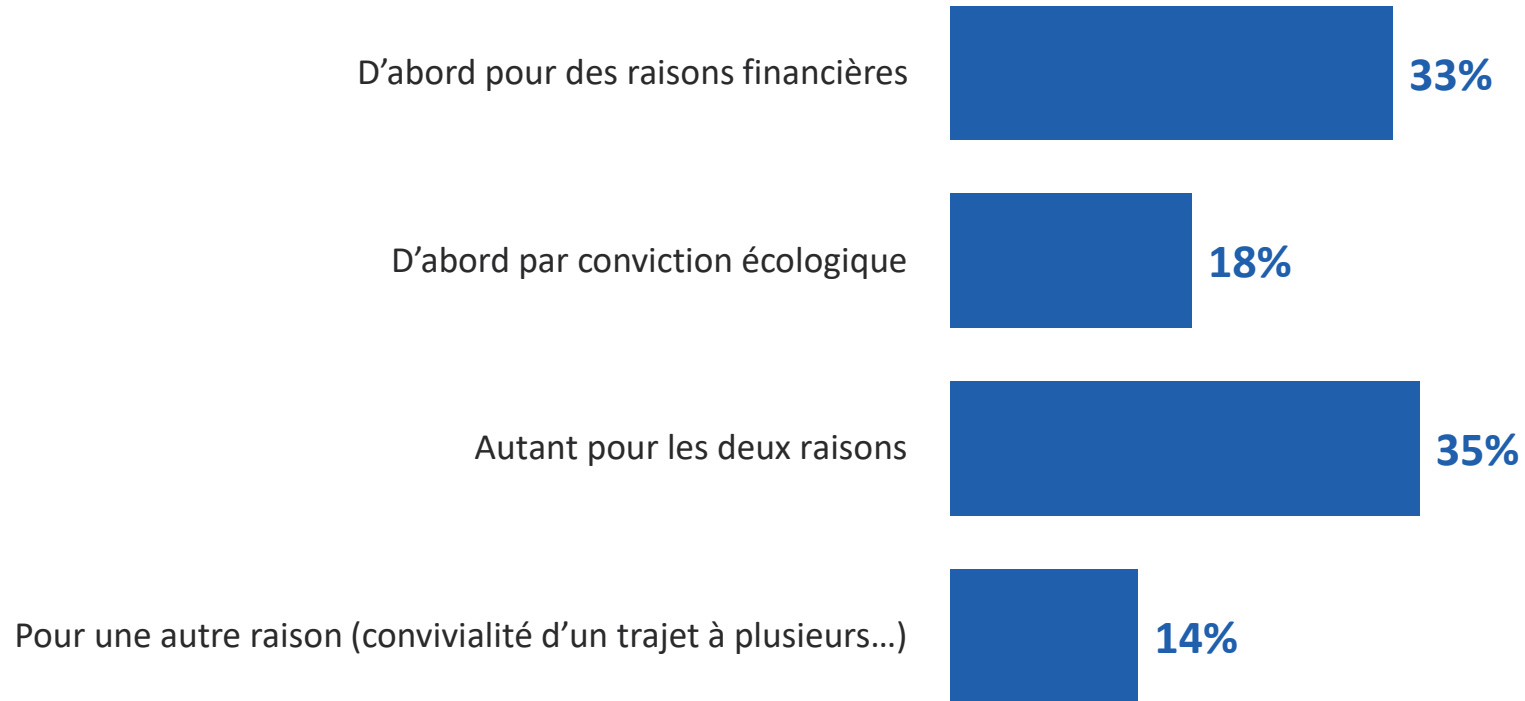 D’abord pour des raisons financières
33%
D’abord par conviction écologique
18%
Autant pour les deux raisons
35%
Pour une autre raison (convivialité d’un trajet à plusieurs…)
14%